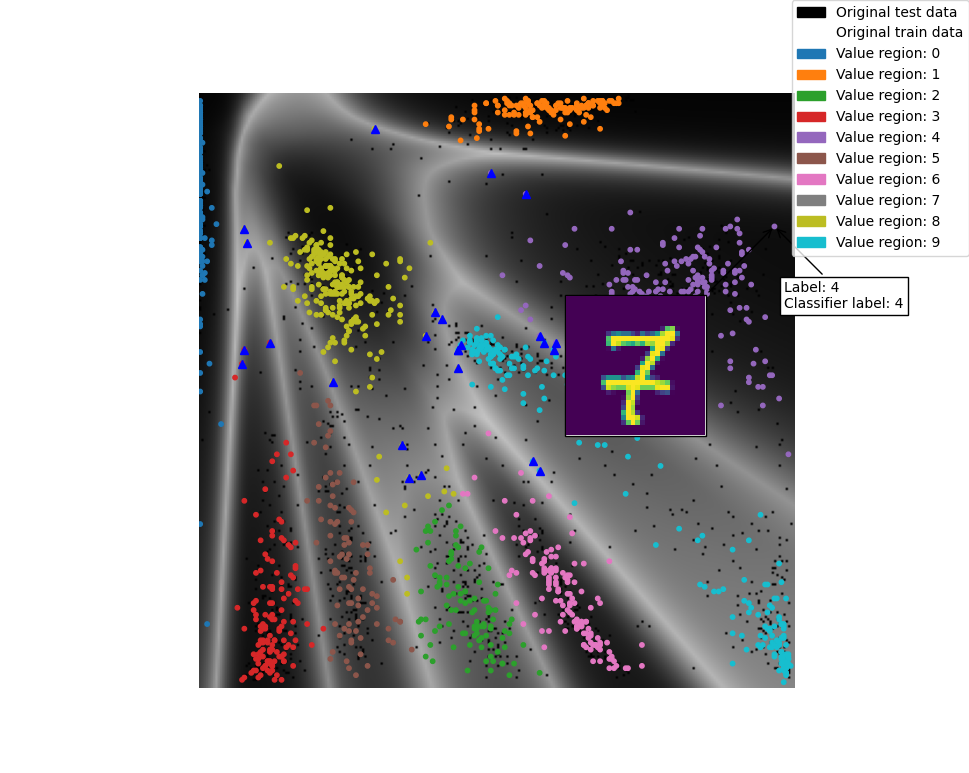 Original test data
Original train data
Value region: 0
Value region: 1
Value region: 2
Value region: 3
Value region: 4
Value region: 5
Value region: 6
Value region: 7
Value region: 8
Value region: 9
Label: 4
Classifier label: 4
7